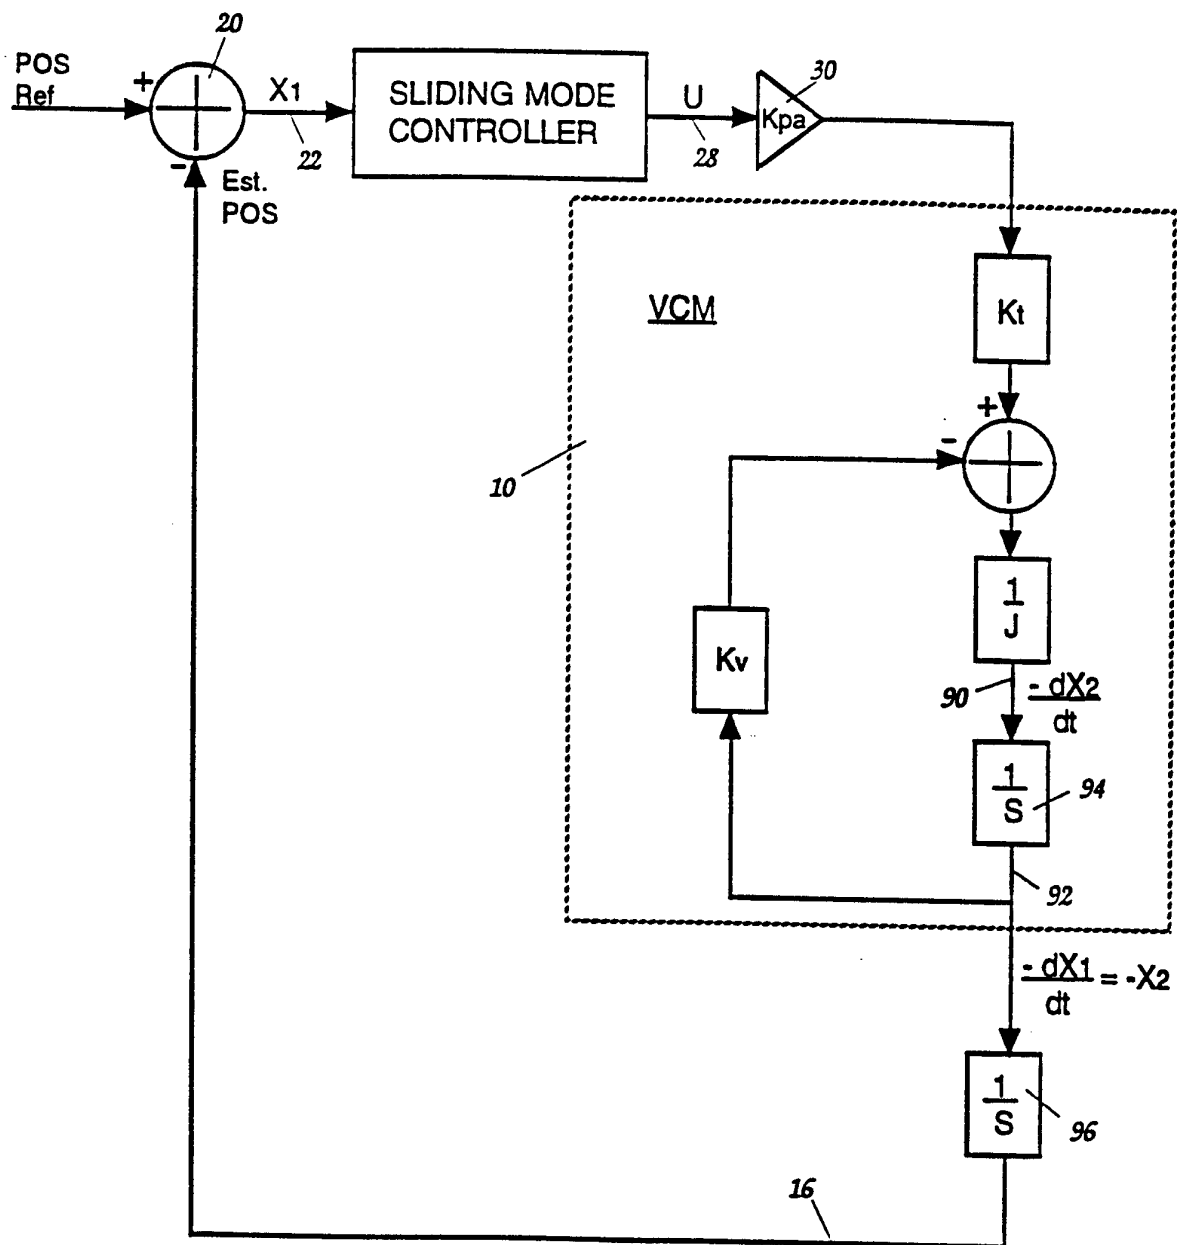 20
POS
Ref
+
-
X1
22
SLIDING MODE
CONTROLLER
U
28
30
Kpa
Est.
POS
VCM
Kt
+
-
10
1
J
Kv
90
- dX2
dt
1
S
94
92
- dX1 = -X2
dt
1
S
96
16